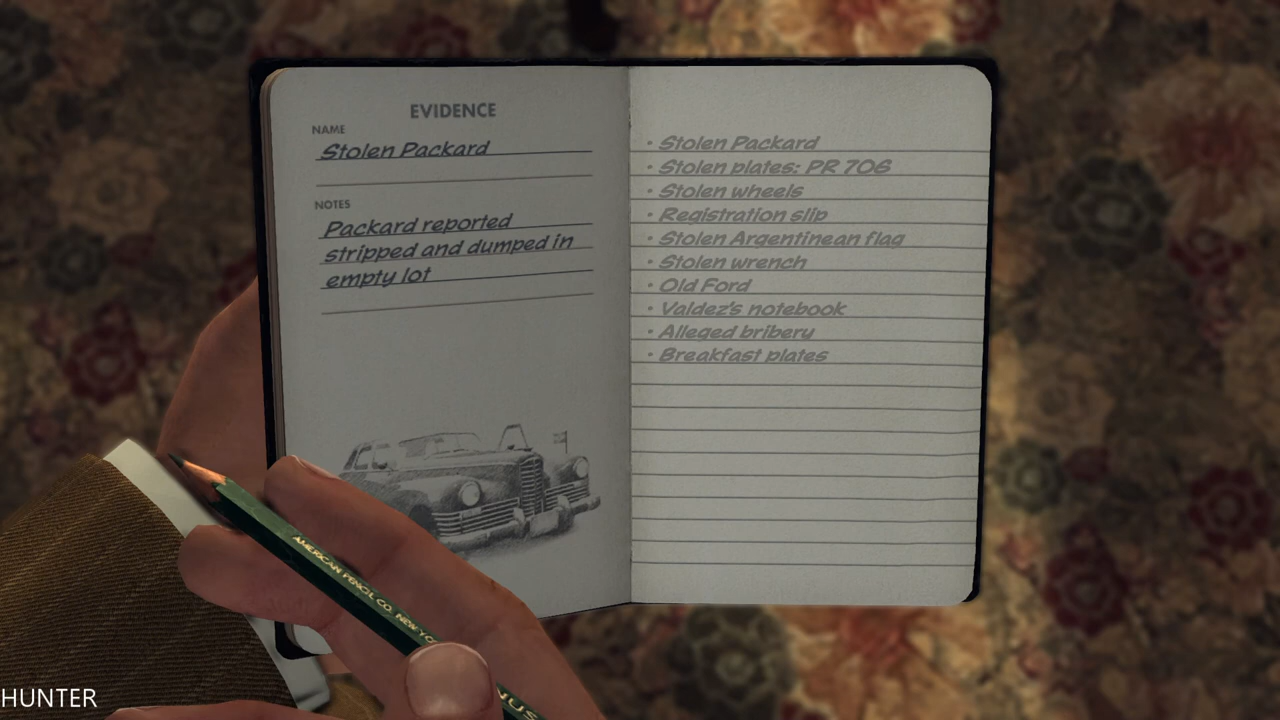 EVIDENCE
NAME
Stolen Packard
NOTES
Packard reported
stripped and dumped in
empty lot
• Stolen Packard
• Stolen plates: PR 706
• Stolen wheels
• Registration slip
• Stolen Argentinean flag
• Stolen wrench
• Old Ford
• Valdez's notebook
• Alleged bribery
• Breakfast plates
AMERICAN PENCIL CO. NEW YO
NUS
HUNTER